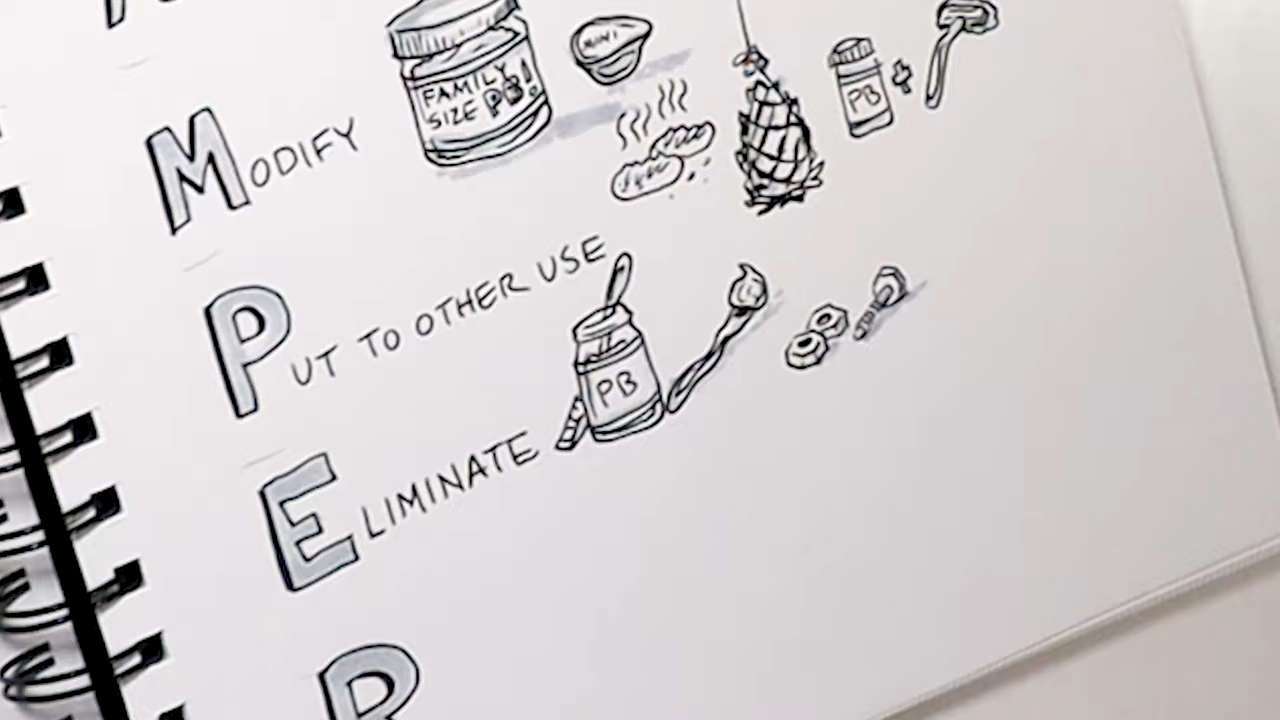 MODIFY
FAMILY
SIZE PB!
MINI
PB
PUT TO OTHER USE
PB
ELIMINATE
R